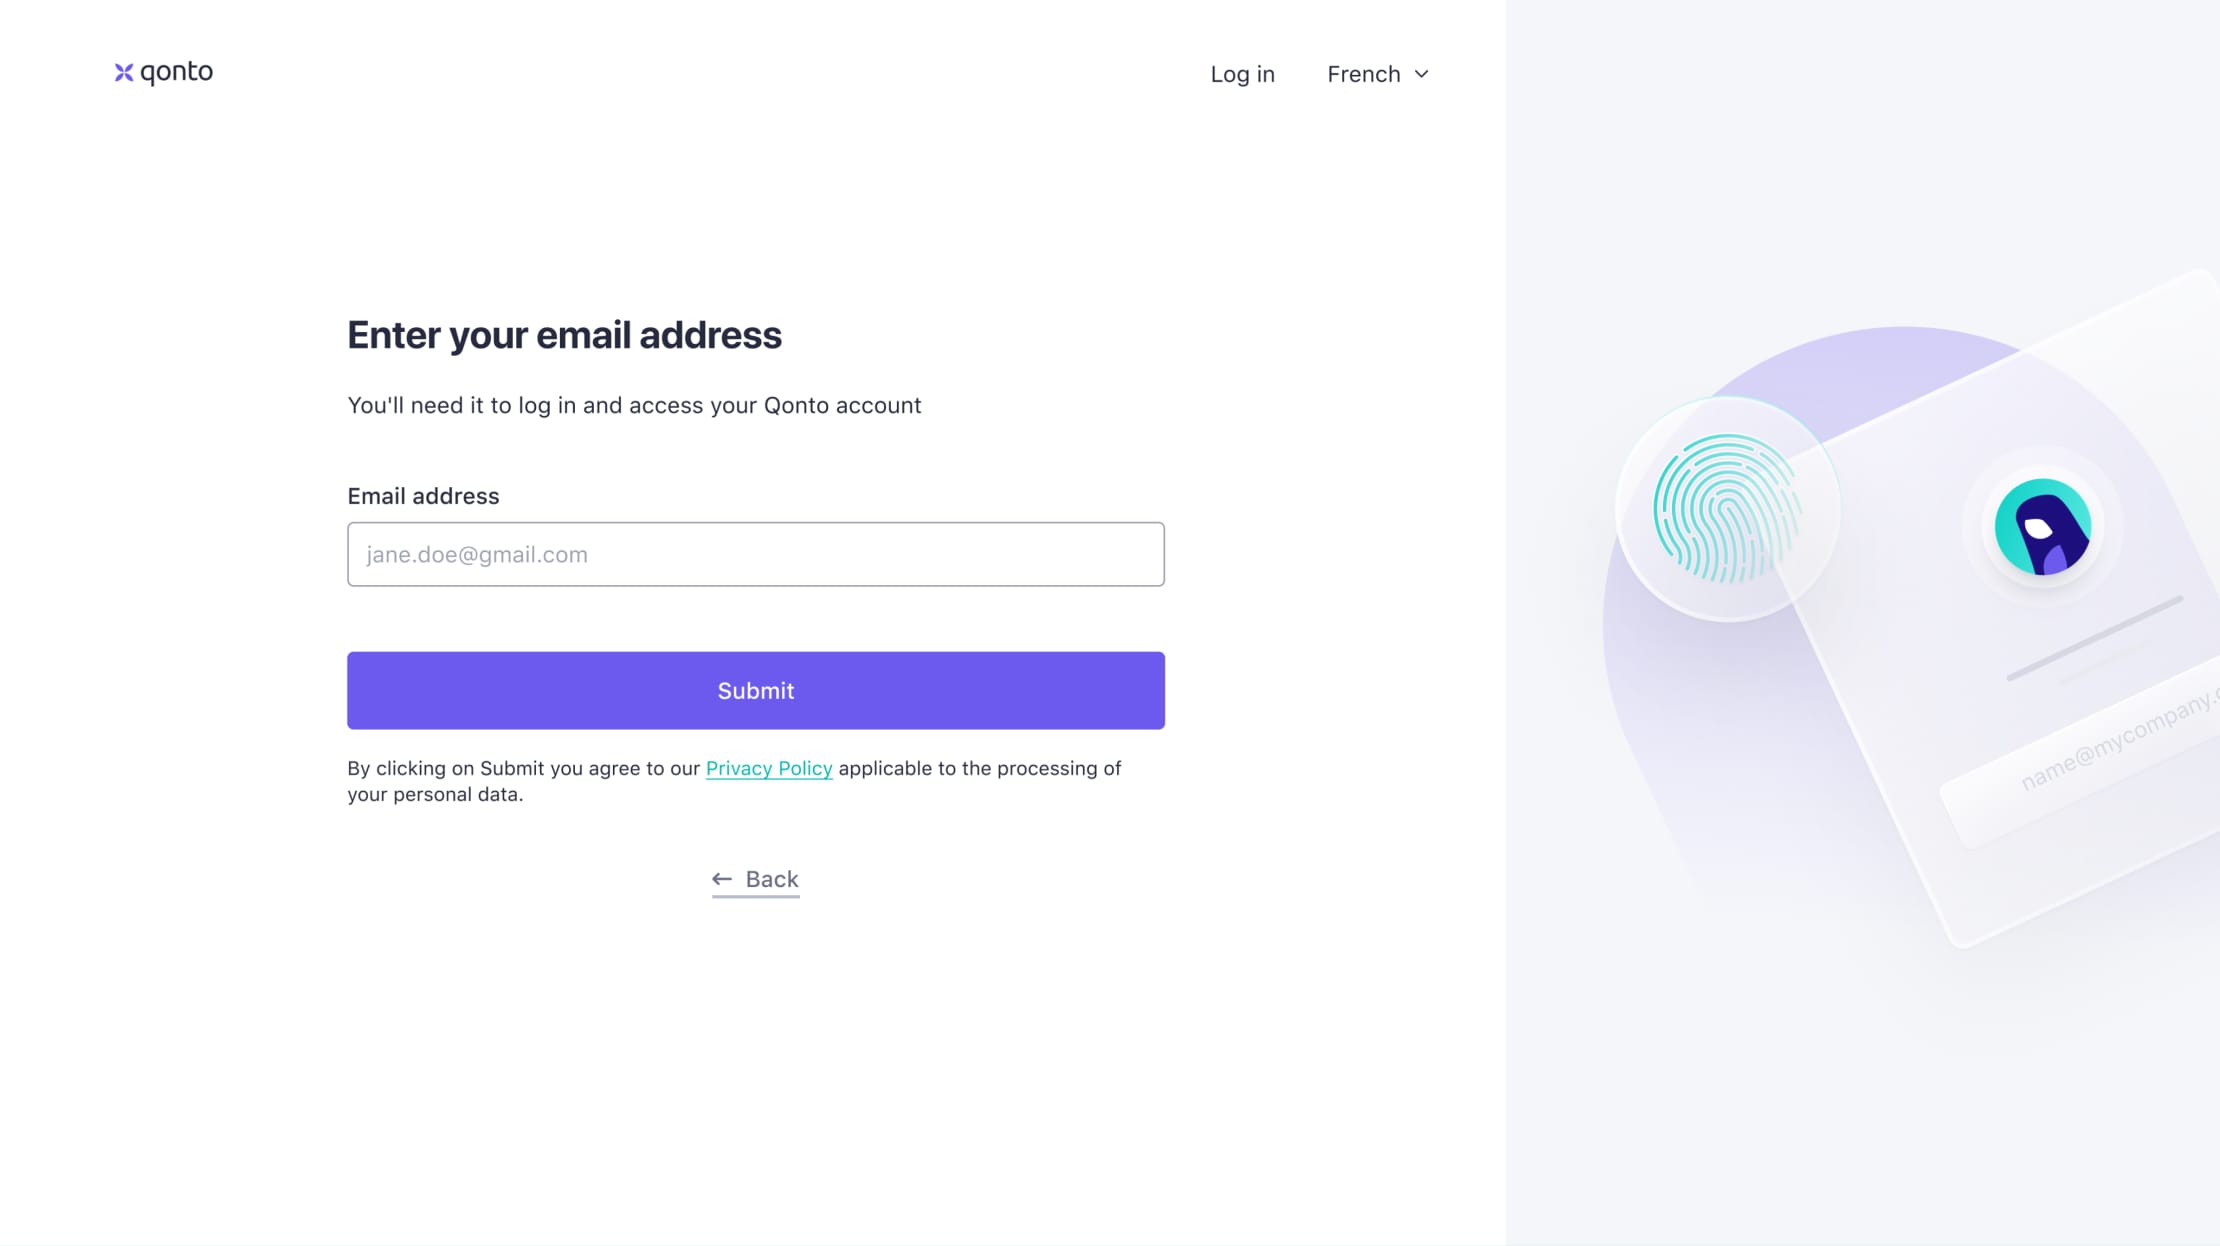 qonto
Log in
French
Enter your email address
You'll need it to log in and access your Qonto account
Email address
jane.doe@gmail.com
Submit
By clicking on Submit you agree to our Privacy Policy applicable to the processing of
your personal data.
← Back
name@mycompany.